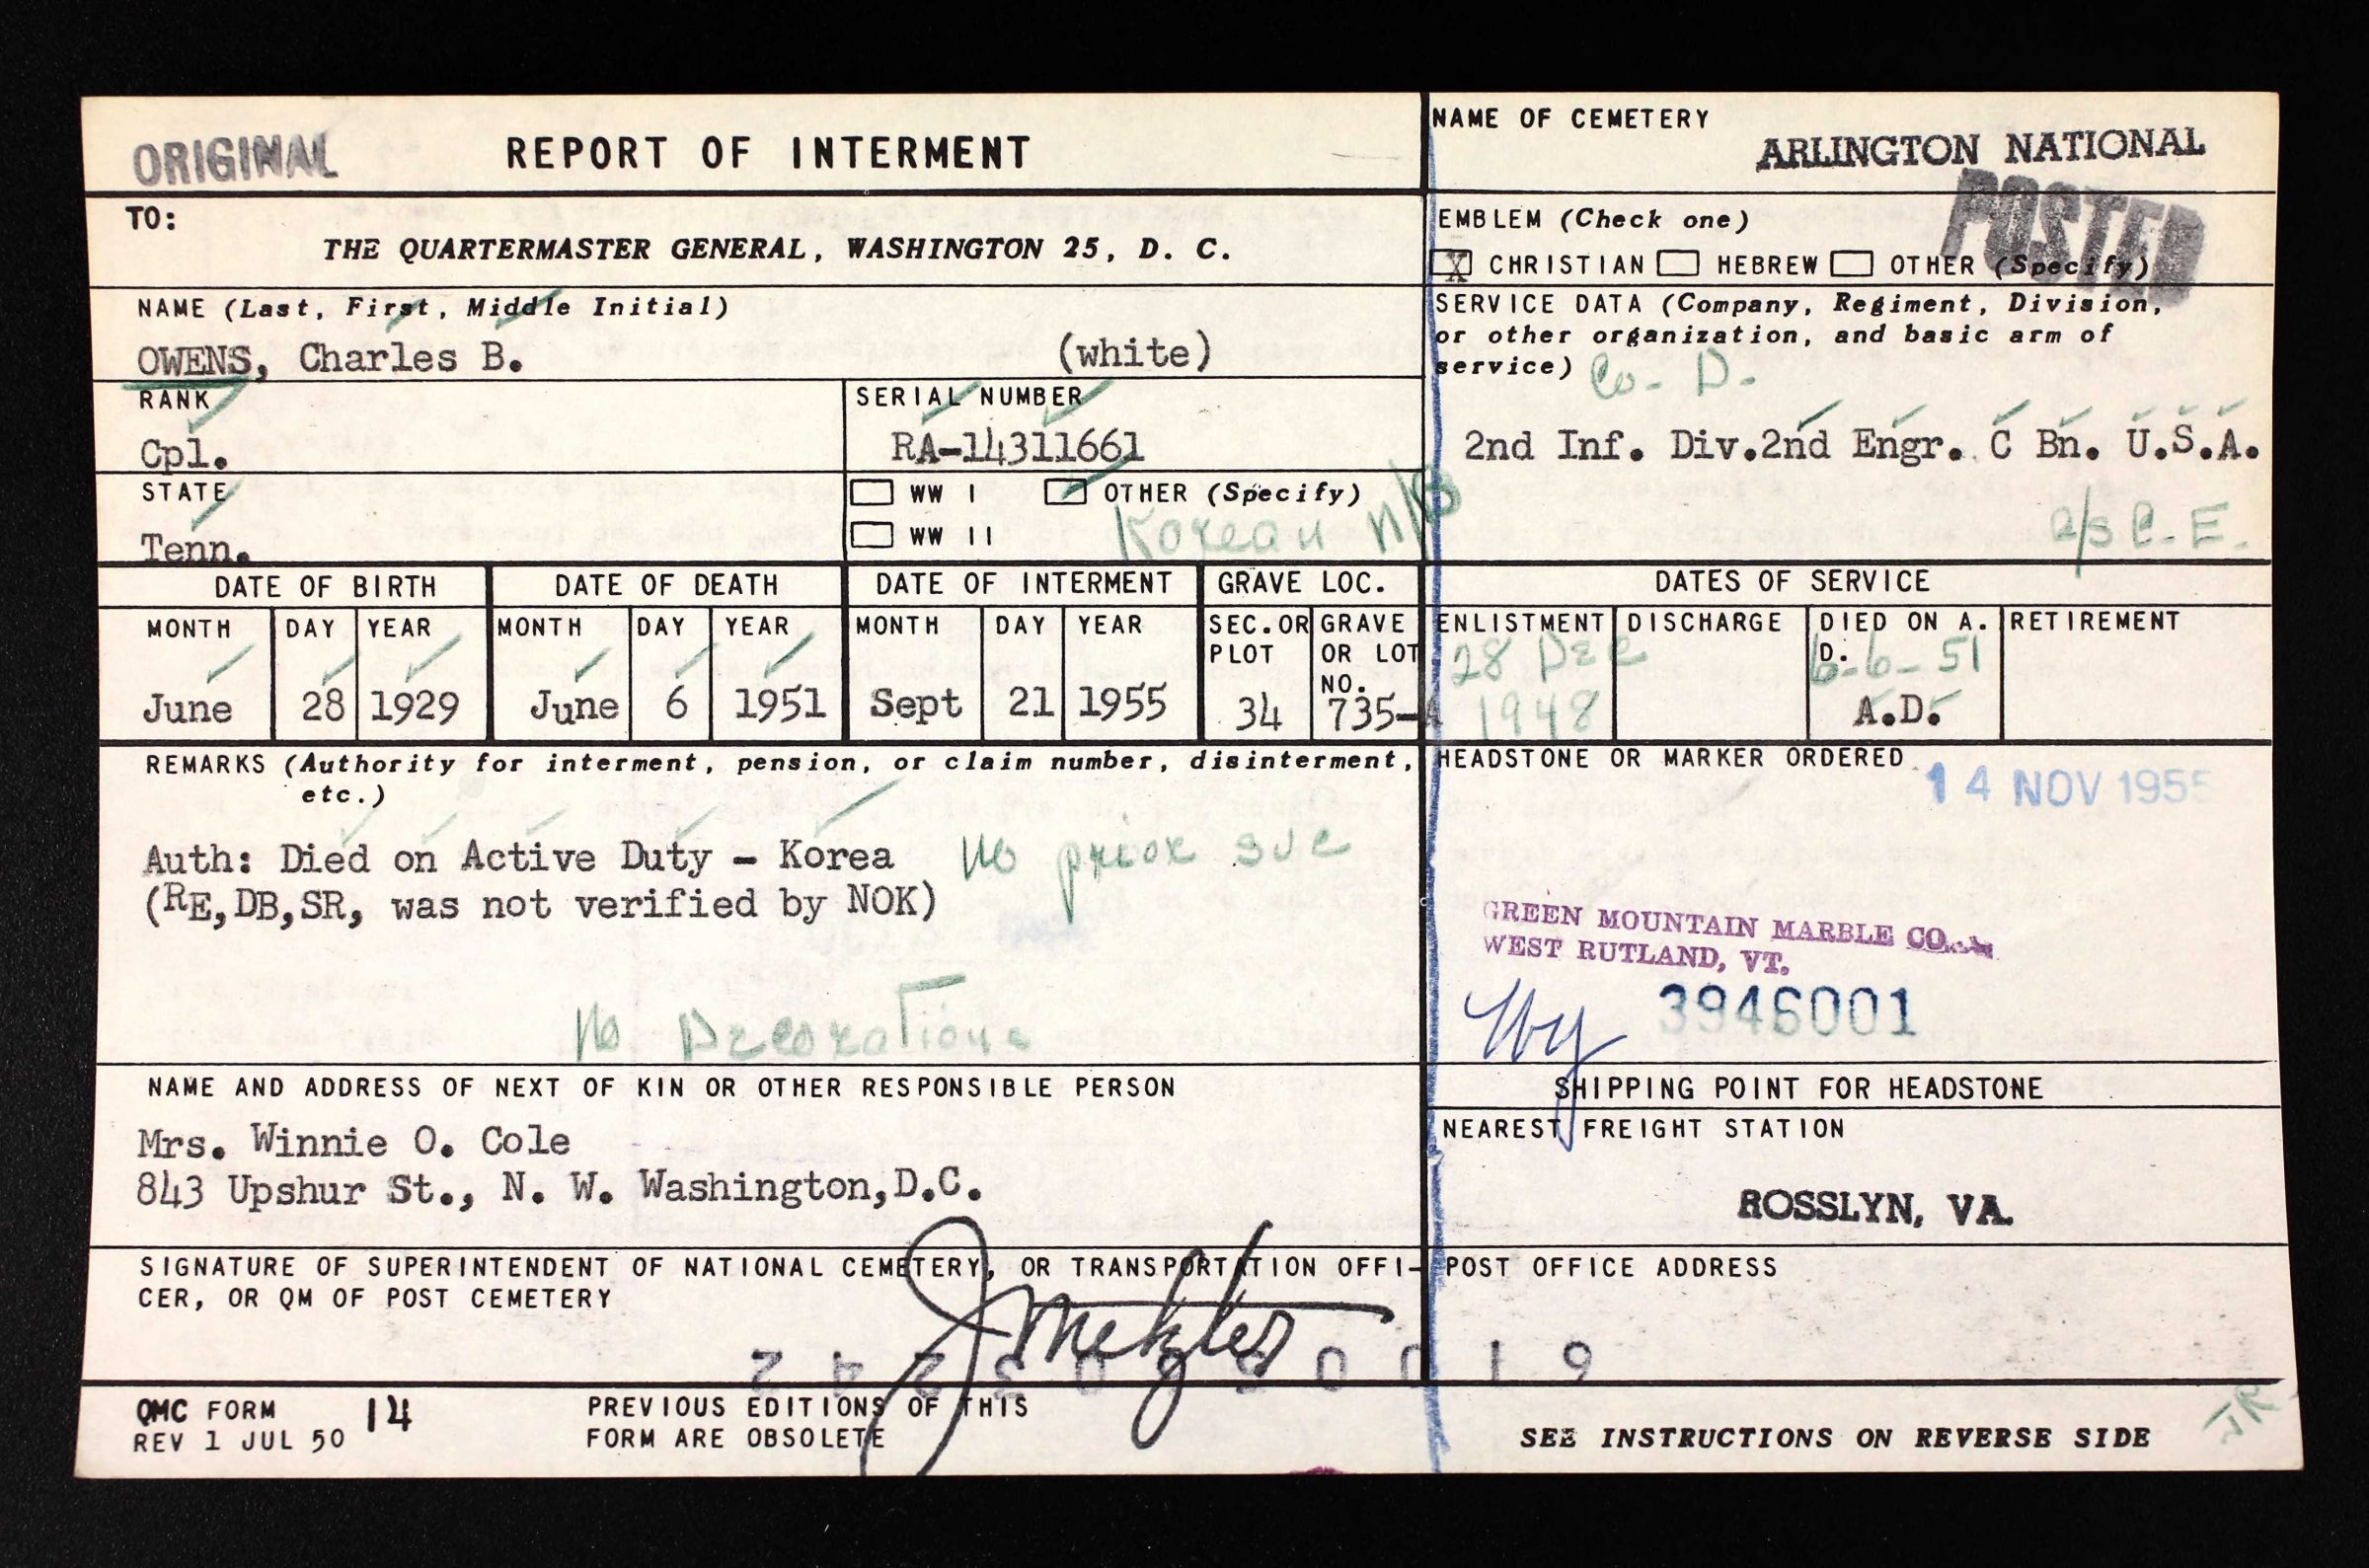 ORIGINAL
REPORT OF INTERMENT
NAME OF CEMETERY
ARLINGTON NATIONAL
POSTED
TO:
THE QUARTERMASTER GENERAL, WASHINGTON 25, D. C.
EMBLEM (Check one)
X CHRISTIAN HEBREW OTHER (Specify)
NAME (Last, First, Middle Initial)
OWENS, Charles B. (white)
SERVICE DATA (Company, Regiment, Division,
or other organization, and basic arm of
service) Co. D.
2nd Inf. Div.2nd Engr. C Bn. U.S.A.
a/s C.E.
RANK
Cpl.
SERIAL NUMBER
RA-14311661
STATE
Tenn.
WW I OTHER (Specify)
WW II Korean
DATE OF BIRTH
MONTH DAY YEAR
June 28 1929
DATE OF DEATH
MONTH DAY YEAR
June 6 1951
DATE OF INTERMENT
MONTH DAY YEAR
Sept 21 1955
GRAVE LOC.
SEC.OR PLOT
34
GRAVE OR LOT NO.
735-A
DATES OF SERVICE
ENLISTMENT DISCHARGE DIED ON A. D. RETIREMENT
28 Dec
1948
6-6-51
A.D.
REMARKS (Authority for interment, pension, or claim number, disinterment,
etc.)
Auth: Died on Active Duty - Korea no prior svc
(RE,DB,SR, was not verified by NOK)
No Decorations
HEADSTONE OR MARKER ORDERED
14 NOV 1955
GREEN MOUNTAIN MARBLE CO.
WEST RUTLAND, VT.
3946001
NAME AND ADDRESS OF NEXT OF KIN OR OTHER RESPONSIBLE PERSON
Mrs. Winnie O. Cole
843 Upshur St., N. W. Washington,D.C.
SHIPPING POINT FOR HEADSTONE
NEAREST FREIGHT STATION
ROSSLYN, VA.
SIGNATURE OF SUPERINTENDENT OF NATIONAL CEMETERY, OR TRANSPORTATION OFFI-
CER, OR QM OF POST CEMETERY
POST OFFICE ADDRESS
QMC FORM 14
REV 1 JUL 50
PREVIOUS EDITIONS OF THIS
FORM ARE OBSOLETE
SEE INSTRUCTIONS ON REVERSE SIDE
JR